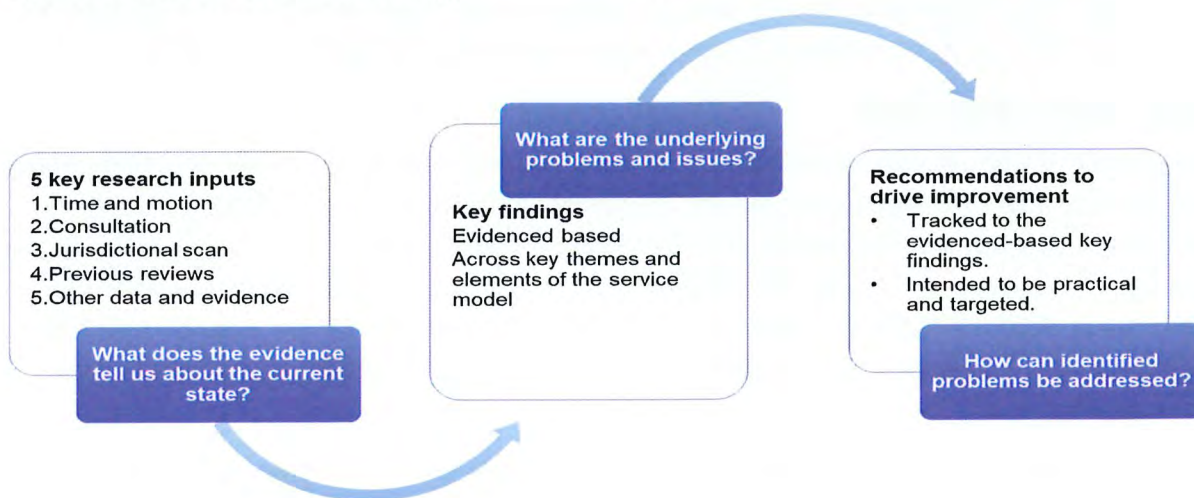 5 key research inputs
1.Time and motion
2.Consultation
3.Jurisdictional scan
4.Previous reviews
5.Other data and evidence
What does the evidence
tell us about the current
state?
What are the underlying
problems and issues?
Key findings
Evidenced based
Across key themes and
elements of the service
model
Recommendations to
drive improvement
• Tracked to the
evidenced-based key
findings.
• Intended to be practical
and targeted.
How can identified
problems be addressed?